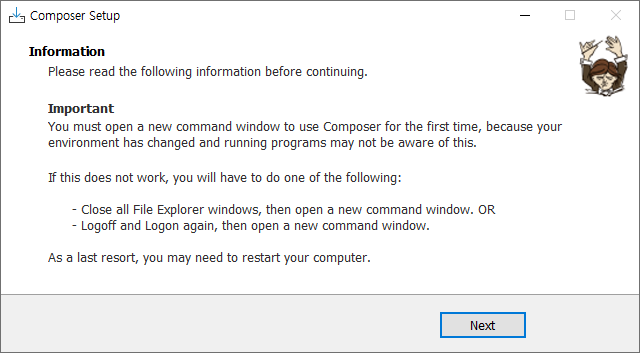 Composer Setup
Information
Please read the following information before continuing.
Important
You must open a new command window to use Composer for the first time, because your
environment has changed and running programs may not be aware of this.
If this does not work, you will have to do one of the following:
- Close all File Explorer windows, then open a new command window. OR
- Logoff and Logon again, then open a new command window.
As a last resort, you may need to restart your computer.
Next